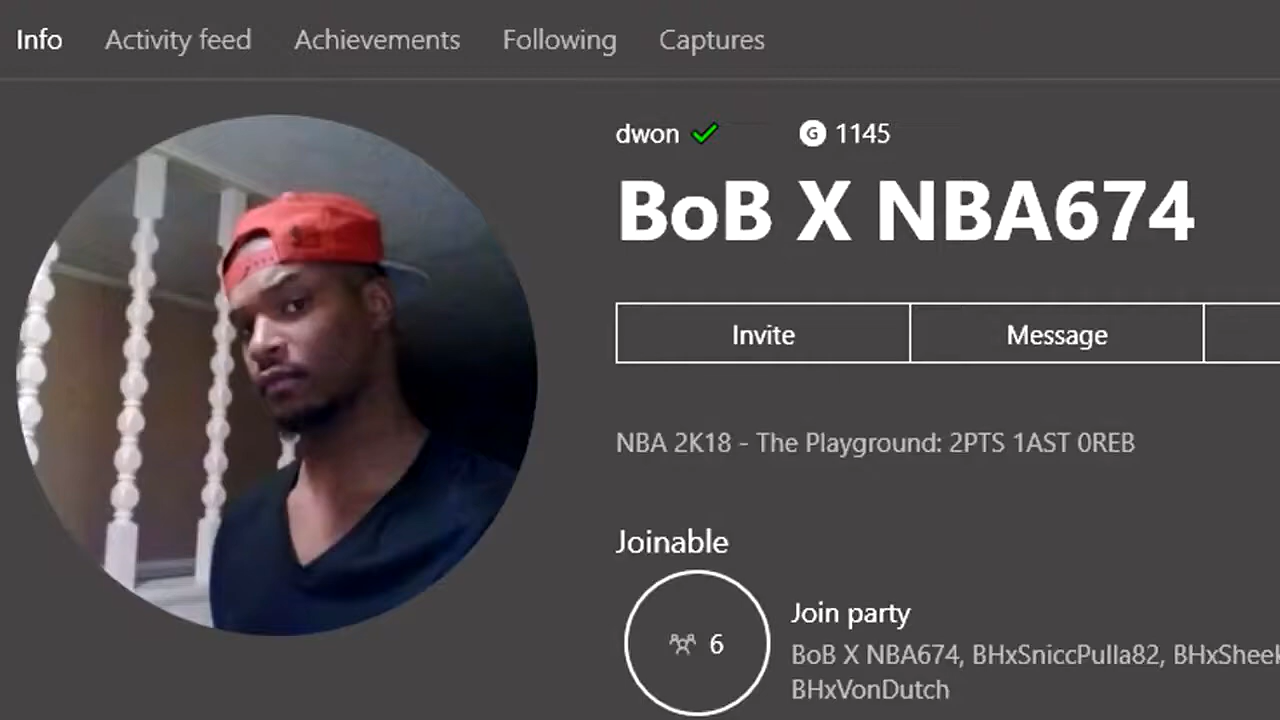 Info Activity feed Achievements Following Captures
dwon G 1145
BoB X NBA674
Invite Message
NBA 2K18 - The Playground: 2PTS 1AST 0REB
Joinable
6
Join party
BoB X NBA674, BHxSniccPulla82, BHxSheek
BHxVonDutch